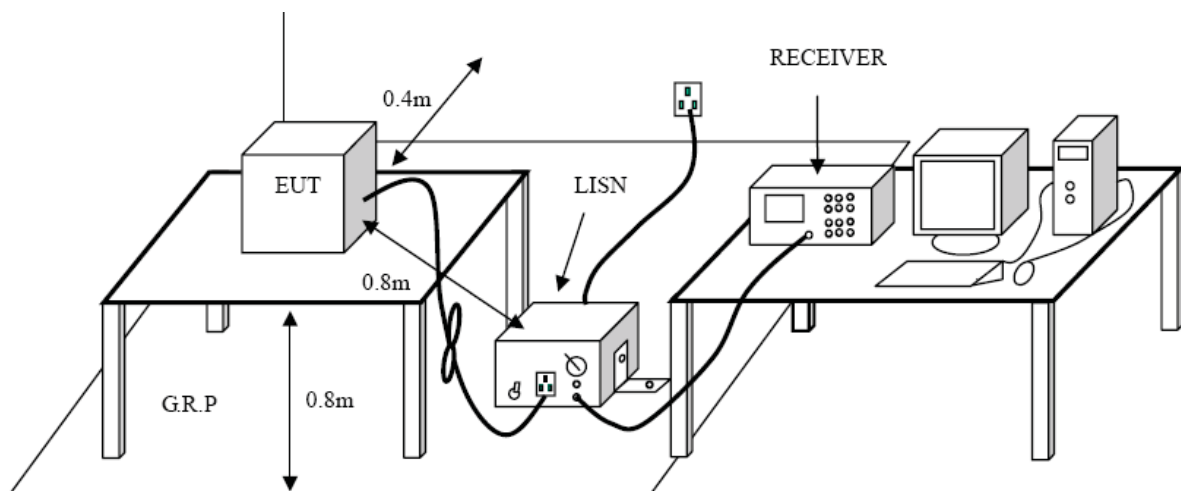 RECEIVER
0.4m
EUT
LISN
0.8m
G.R.P
0.8m